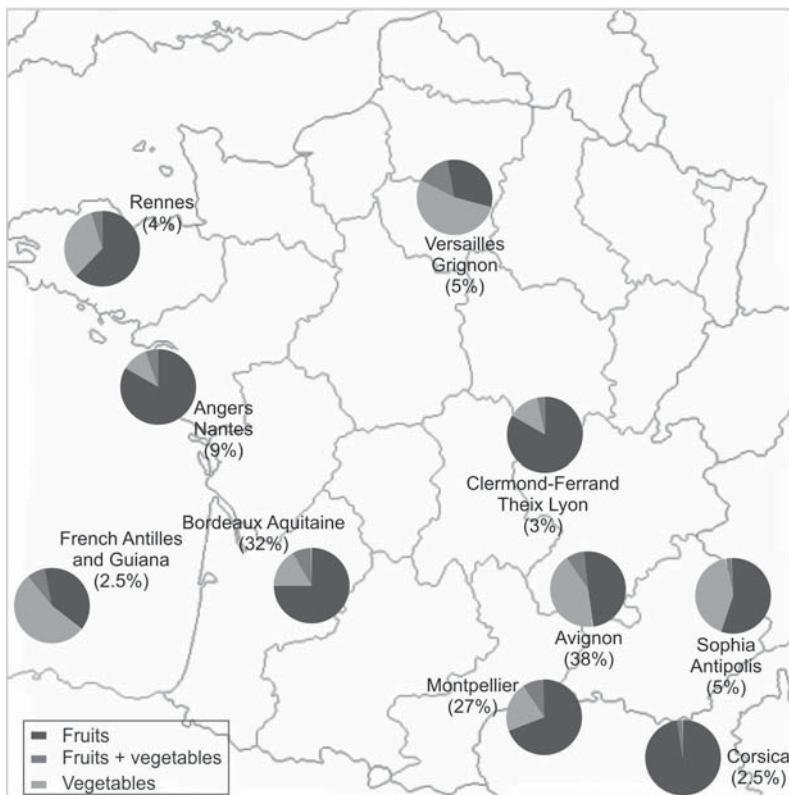 Rennes
(4%)
Versailles
Grignon
(5%)
Angers
Nantes
(9%)
Clermond-Ferrand
Theix Lyon
(3%)
Bordeaux Aquitaine
(32%)
French Antilles
and Guiana
(2.5%)
Avignon
(38%)
Sophia
Antipolis
(5%)
Montpellier
(27%)
Corsica
(2.5%)
Fruits
Fruits + vegetables
Vegetables